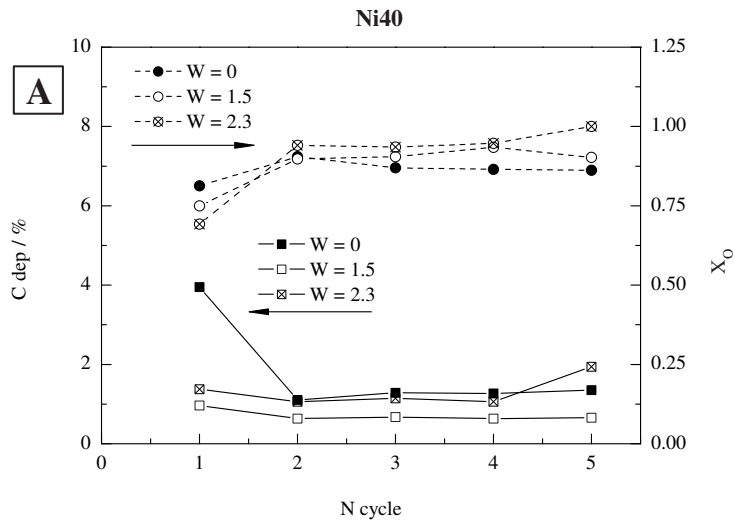 Ni40
A
10
8
6
4
2
0
C dep / %
W = 0
W = 1.5
W = 2.3
W = 0
W = 1.5
W = 2.3
1.25
1.00
0.75
0.50
0.25
0.00
X_O
0 1 2 3 4 5
N cycle